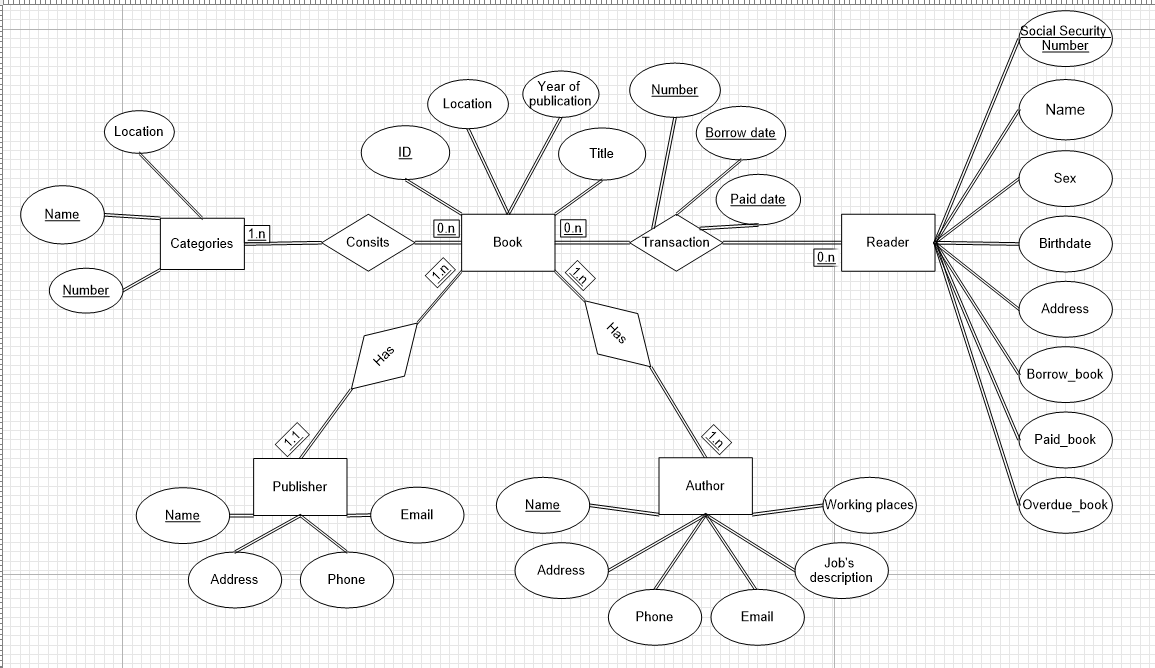 Social Security
Number
Name
Sex
Birthdate
Address
Borrow_book
Paid_book
Overdue_book
Reader
0.n
Number
Borrow date
Paid date
Transaction
0.n
Year of
publication
Location
Title
ID
Book
0.n
Consits
1.n
Location
Name
Number
Categories
1.n
Has
1.1
Publisher
Name
Address
Phone
Email
1.n
Has
1.n
Author
Name
Address
Phone
Email
Job's
description
Working places